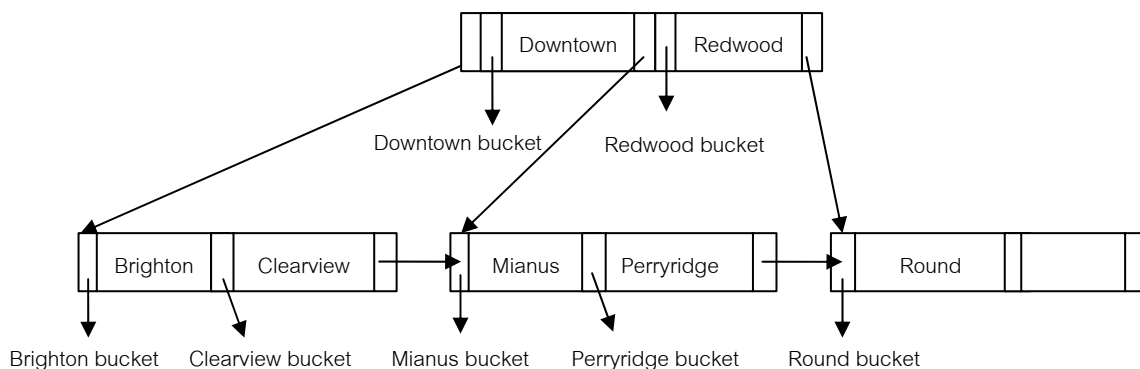 Downtown Redwood
Downtown bucket Redwood bucket
Brighton Clearview Mianus Perryridge Round
Brighton bucket Clearview bucket Mianus bucket Perryridge bucket Round bucket